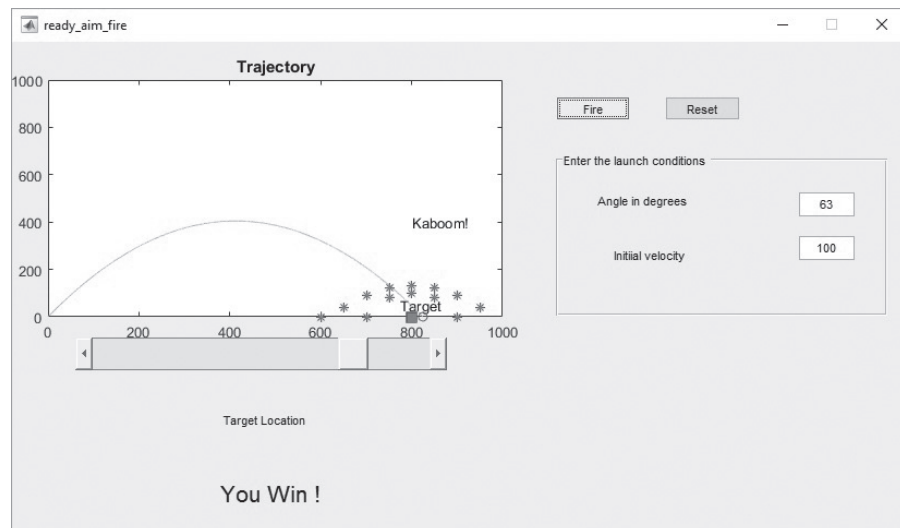 ready_aim_fire
Trajectory
1000
800
600
400
200
0
0
200
400
600
800
1000
Kaboom!
Target
Target Location
You Win !
Fire
Reset
Enter the launch conditions
Angle in degrees
63
Initiial velocity
100